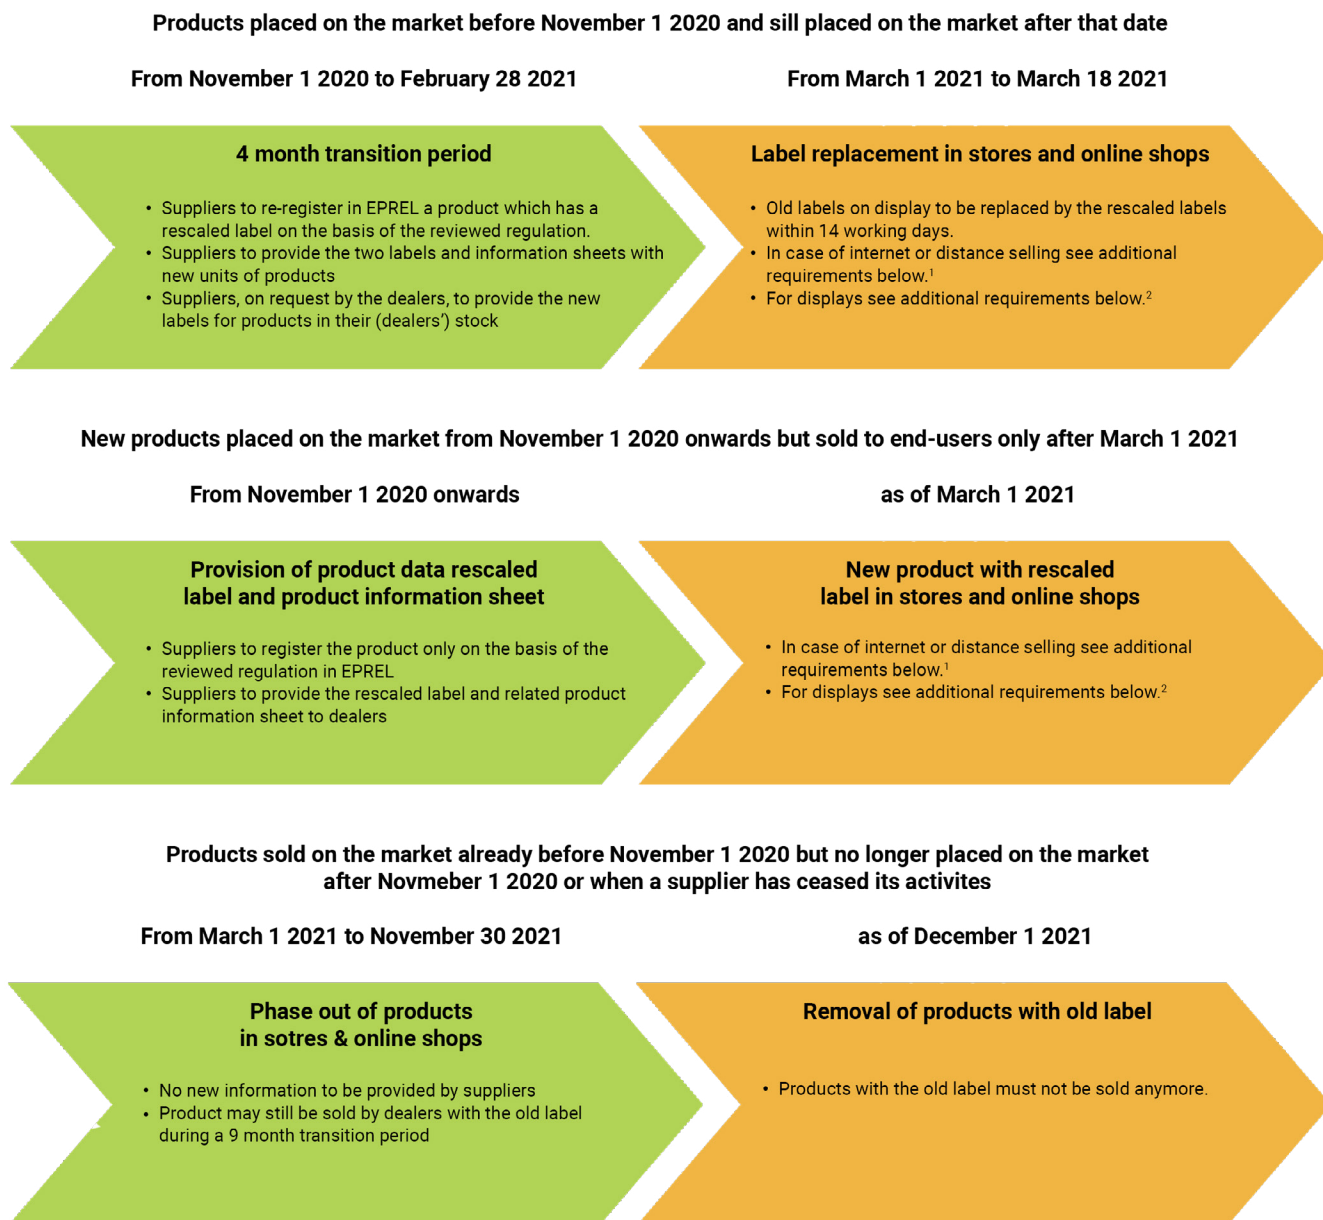 Products placed on the market before November 1 2020 and sill placed on the market after that date
From November 1 2020 to February 28 2021
From March 1 2021 to March 18 2021
4 month transition period
• Suppliers to re-register in EPREL a product which has a
rescaled label on the basis of the reviewed regulation.
• Suppliers to provide the two labels and information sheets with
new units of products
• Suppliers, on request by the dealers, to provide the new
labels for products in their (dealers’) stock
Label replacement in stores and online shops
• Old labels on display to be replaced by the rescaled labels
within 14 working days.
• In case of internet or distance selling see additional
requirements below.¹
• For displays see additional requirements below.²
New products placed on the market from November 1 2020 onwards but sold to end-users only after March 1 2021
From November 1 2020 onwards
as of March 1 2021
Provision of product data rescaled
label and product information sheet
• Suppliers to register the product only on the basis of the
reviewed regulation in EPREL
• Suppliers to provide the rescaled label and related product
information sheet to dealers
New product with rescaled
label in stores and online shops
• In case of internet or distance selling see additional
requirements below.¹
• For displays see additional requirements below.²
Products sold on the market already before November 1 2020 but no longer placed on the market
after Novmeber 1 2020 or when a supplier has ceased its activites
From March 1 2021 to November 30 2021
as of December 1 2021
Phase out of products
in sotres & online shops
• No new information to be provided by suppliers
• Product may still be sold by dealers with the old label
during a 9 month transition period
Removal of products with old label
• Products with the old label must not be sold anymore.